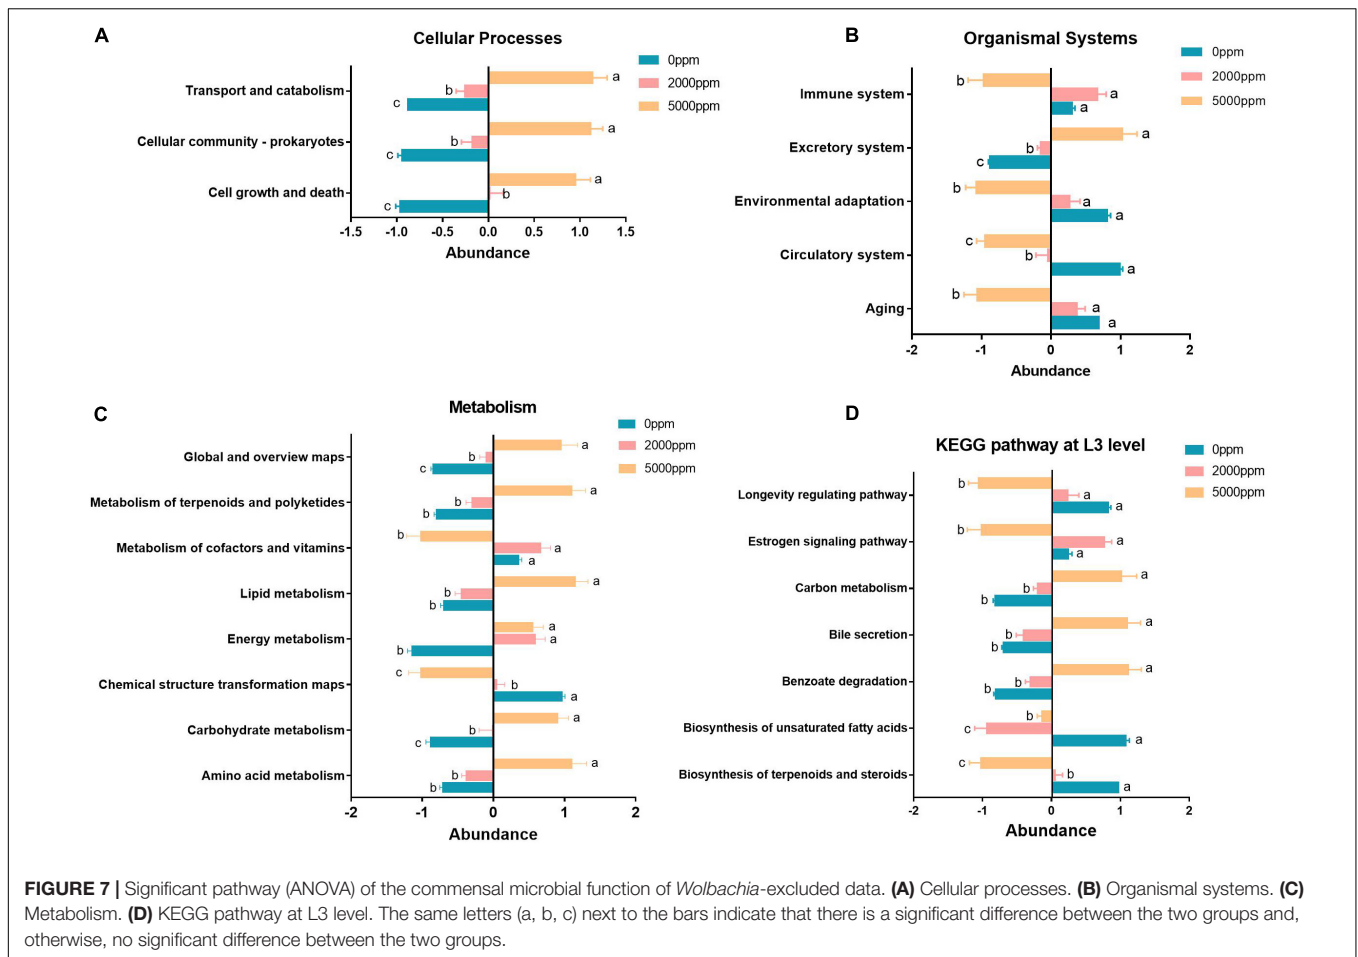 A
Cellular Processes
0ppm
2000ppm
5000ppm
Transport and catabolism
a
b
c
Cellular community - prokaryotes
a
b
c
Cell growth and death
a
b
c
-1.5 -1.0 -0.5 0.0 0.5 1.0 1.5
Abundance
B
Organismal Systems
0ppm
2000ppm
5000ppm
Immune system
b
a
a
Excretory system
a
b
c
Environmental adaptation
b
a
a
Circulatory system
c
b
a
Aging
b
a
a
-2 -1 0 1 2
Abundance
C
Metabolism
0ppm
2000ppm
5000ppm
Global and overview maps
a
b
c
Metabolism of terpenoids and polyketides
a
b
b
Metabolism of cofactors and vitamins
b
a
a
Lipid metabolism
a
b
b
Energy metabolism
a
a
b
Chemical structure transformation maps
c
b
a
Carbohydrate metabolism
a
b
c
Amino acid metabolism
a
b
b
-2 -1 0 1 2
Abundance
D
KEGG pathway at L3 level
0ppm
2000ppm
5000ppm
Longevity regulating pathway
b
a
a
Estrogen signaling pathway
b
a
a
Carbon metabolism
a
b
b
Bile secretion
a
b
b
Benzoate degradation
a
b
b
Biosynthesis of unsaturated fatty acids
b
c
a
Biosynthesis of terpenoids and steroids
c
b
a
-2 -1 0 1 2
Abundance
FIGURE 7 | Significant pathway (ANOVA) of the commensal microbial function of Wolbachia-excluded data. (A) Cellular processes. (B) Organismal systems. (C)
Metabolism. (D) KEGG pathway at L3 level. The same letters (a, b, c) next to the bars indicate that there is a significant difference between the two groups and,
otherwise, no significant difference between the two groups.